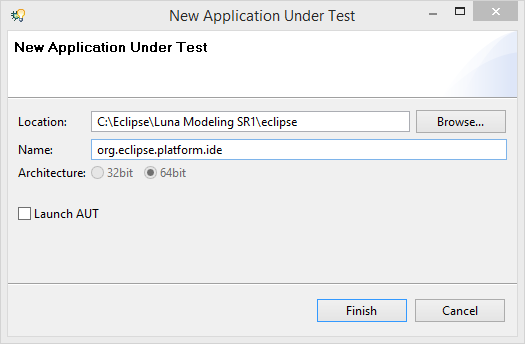 New Application Under Test
New Application Under Test
Location: C:\Eclipse\Luna Modeling SR1\eclipse Browse...
Name: org.eclipse.platform.ide
Architecture: 32bit 64bit
Launch AUT
Finish Cancel